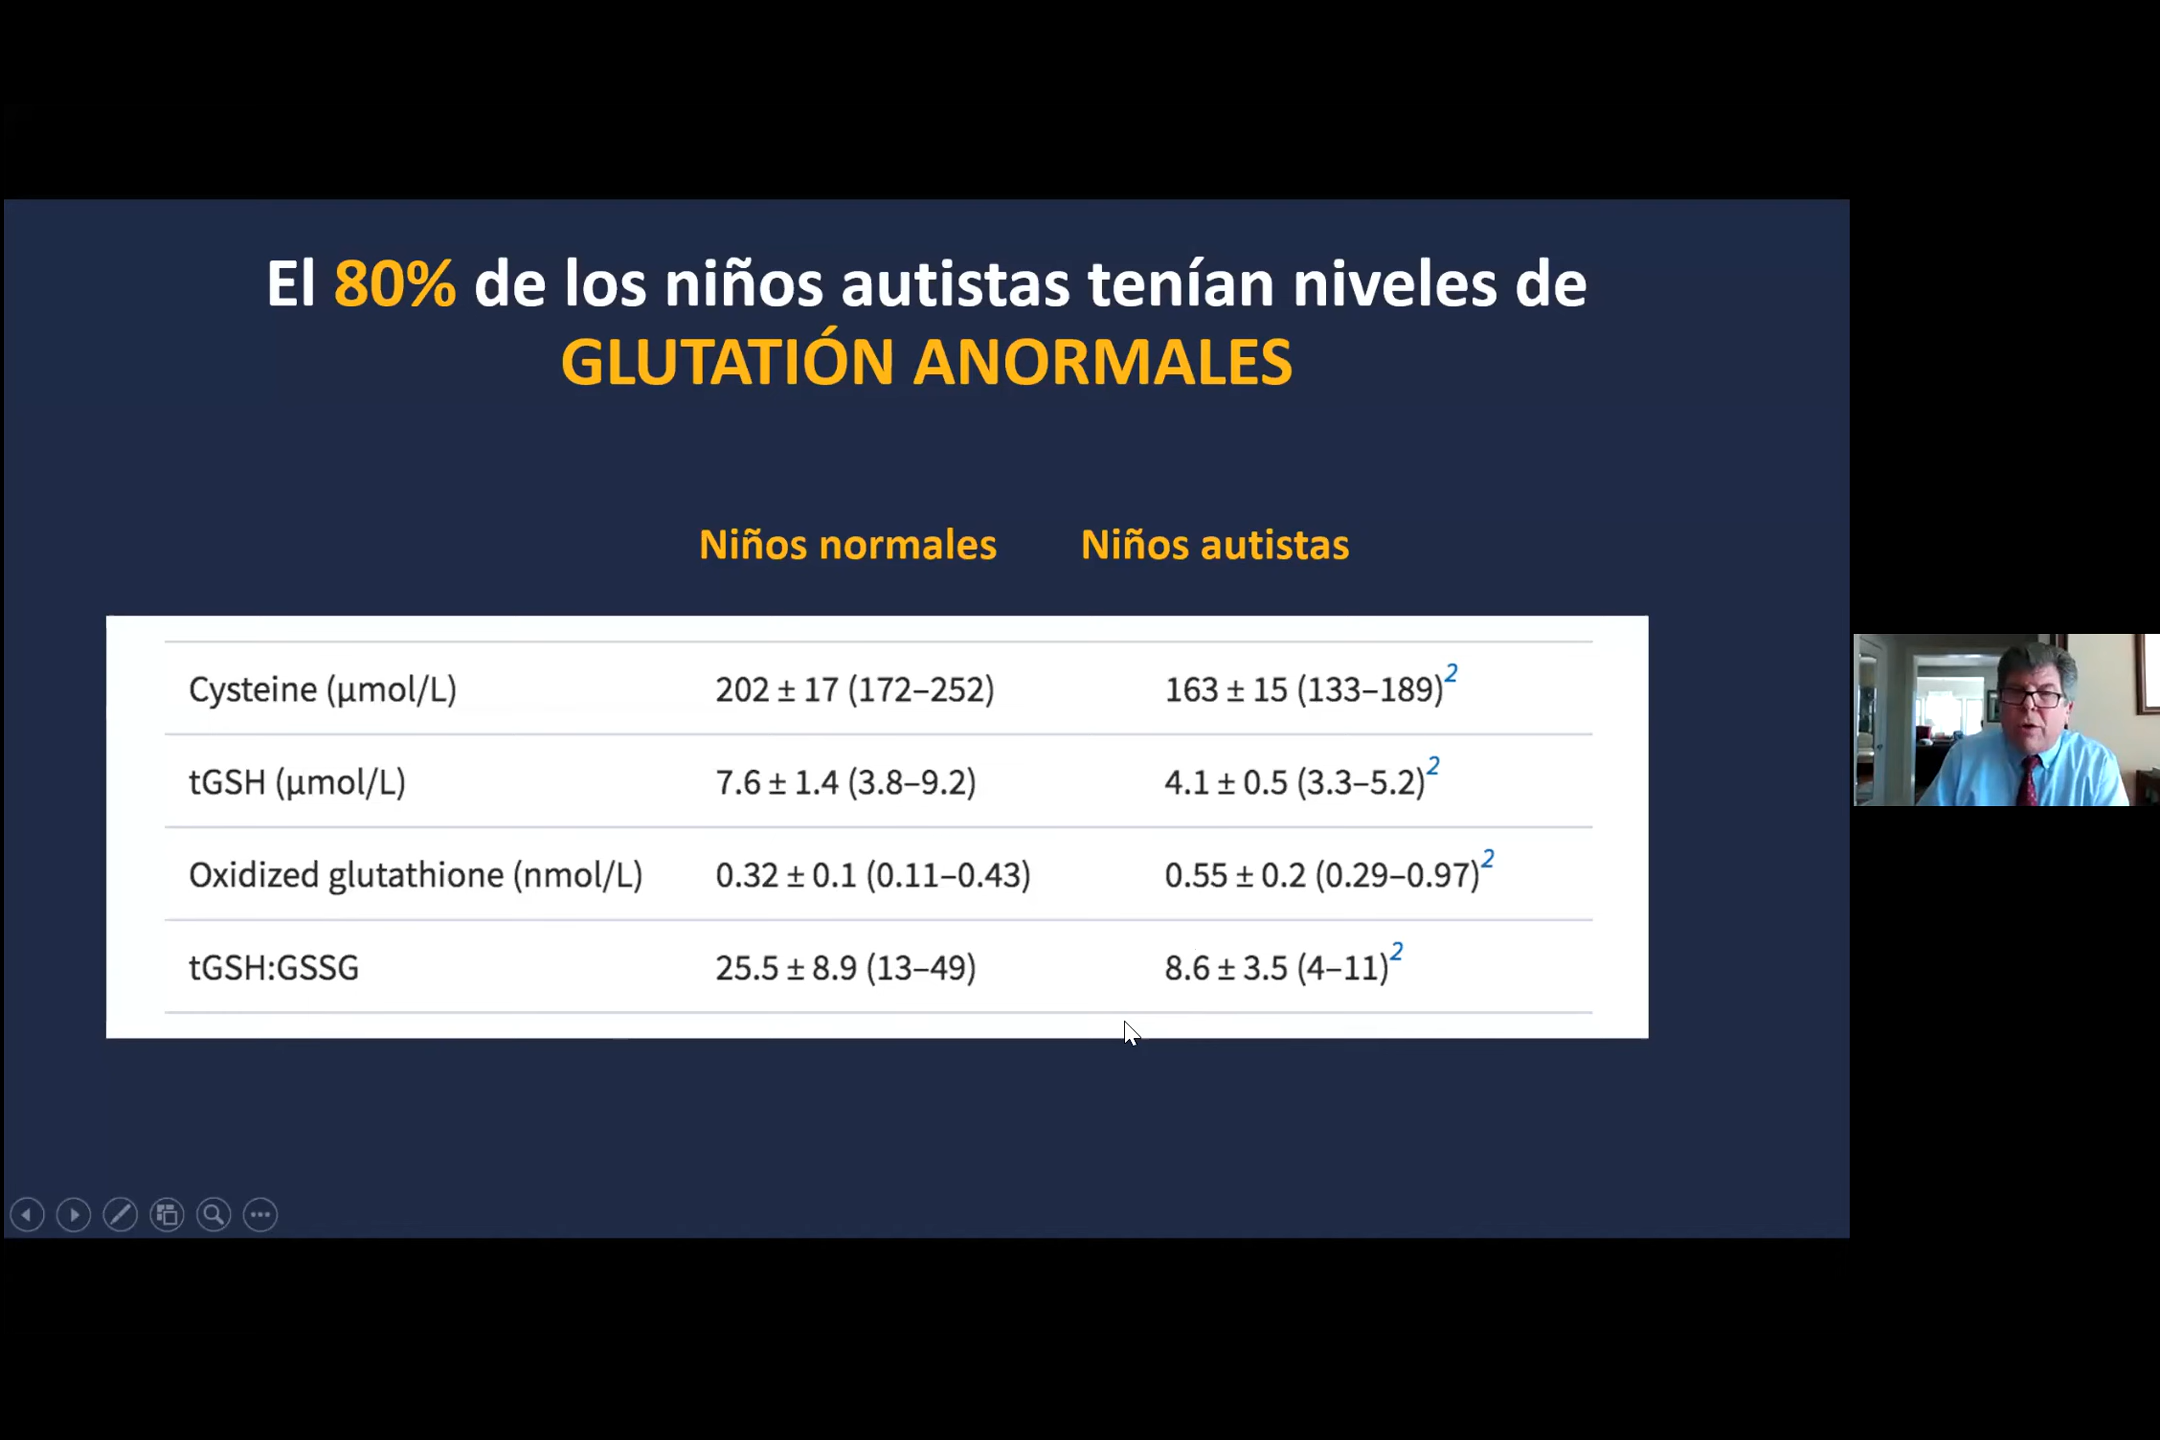 El 80% de los niños autistas tenían niveles de
GLUTATIÓN ANORMALES
Niños normales Niños autistas
Cysteine (μmol/L) 202 ± 17 (172–252) 163 ± 15 (133–189)2
tGSH (μmol/L) 7.6 ± 1.4 (3.8–9.2) 4.1 ± 0.5 (3.3–5.2)2
Oxidized glutathione (nmol/L) 0.32 ± 0.1 (0.11–0.43) 0.55 ± 0.2 (0.29–0.97)2
tGSH:GSSG 25.5 ± 8.9 (13–49) 8.6 ± 3.5 (4–11)2